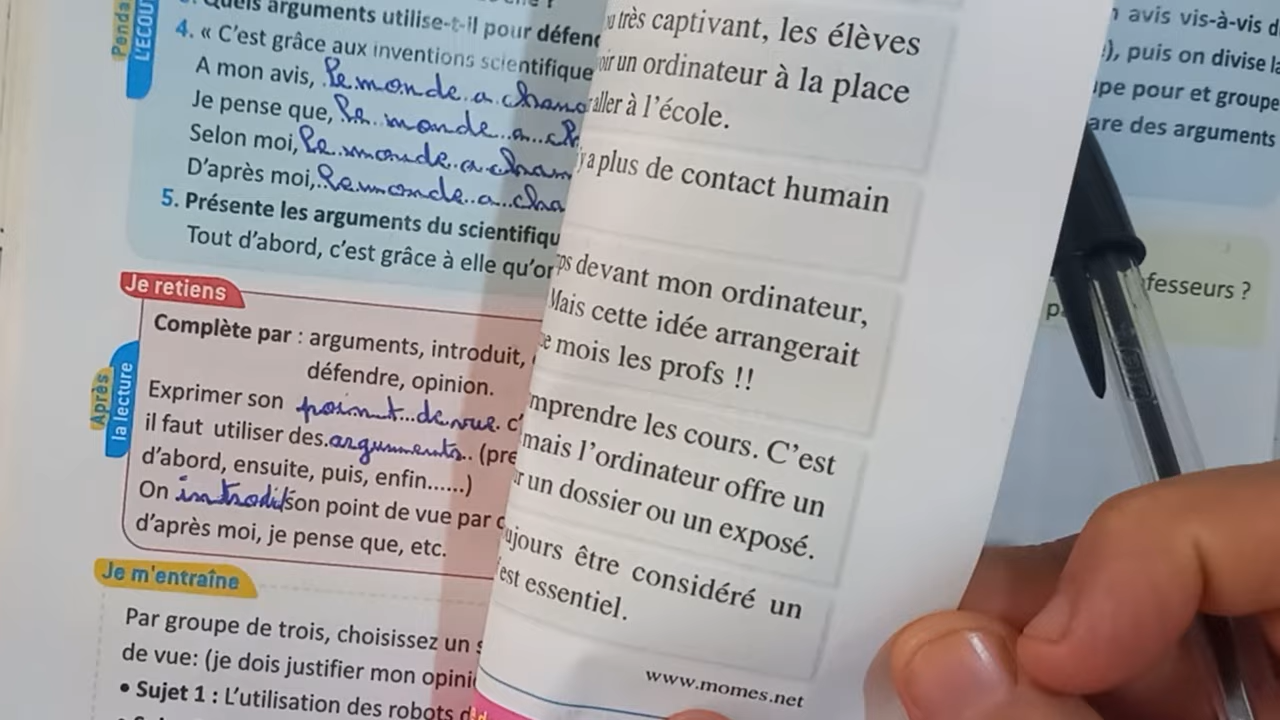 Quels arguments utilise-t-il pour défend
4. « C'est grâce aux inventions scientifique
A mon avis, le monde a chang
Je pense que, le monde a ch
Selon moi, le monde a chan
D'après moi, le monde a cha
5. Présente les arguments du scientifiqu
Tout d'abord, c'est grâce à elle qu'or
L'ECOU
Penda
Je retiens
Complète par : arguments, introduit,
défendre, opinion.
Exprimer son point de vue c'
il faut utiliser des arguments (pre
d'abord, ensuite, puis, enfin......)
On introdit son point de vue par
d'après moi, je pense que, etc.
Après
la lecture
Je m'entraîne
Par groupe de trois, choisissez un s
de vue: (je dois justifier mon opini
• Sujet 1 : L'utilisation des robots d
très captivant, les élèves
oir un ordinateur à la place
aller à l'école.
y a plus de contact humain
ps devant mon ordinateur,
Mais cette idée arrangerait
e mois les profs !!
mprendre les cours. C'est
mais l'ordinateur offre un
r un dossier ou un exposé.
ujours être considéré un
est essentiel.
www.momes.net
avis vis-à-vis d
), puis on divise la
upe pour et groupe
are des arguments
fesseurs ?